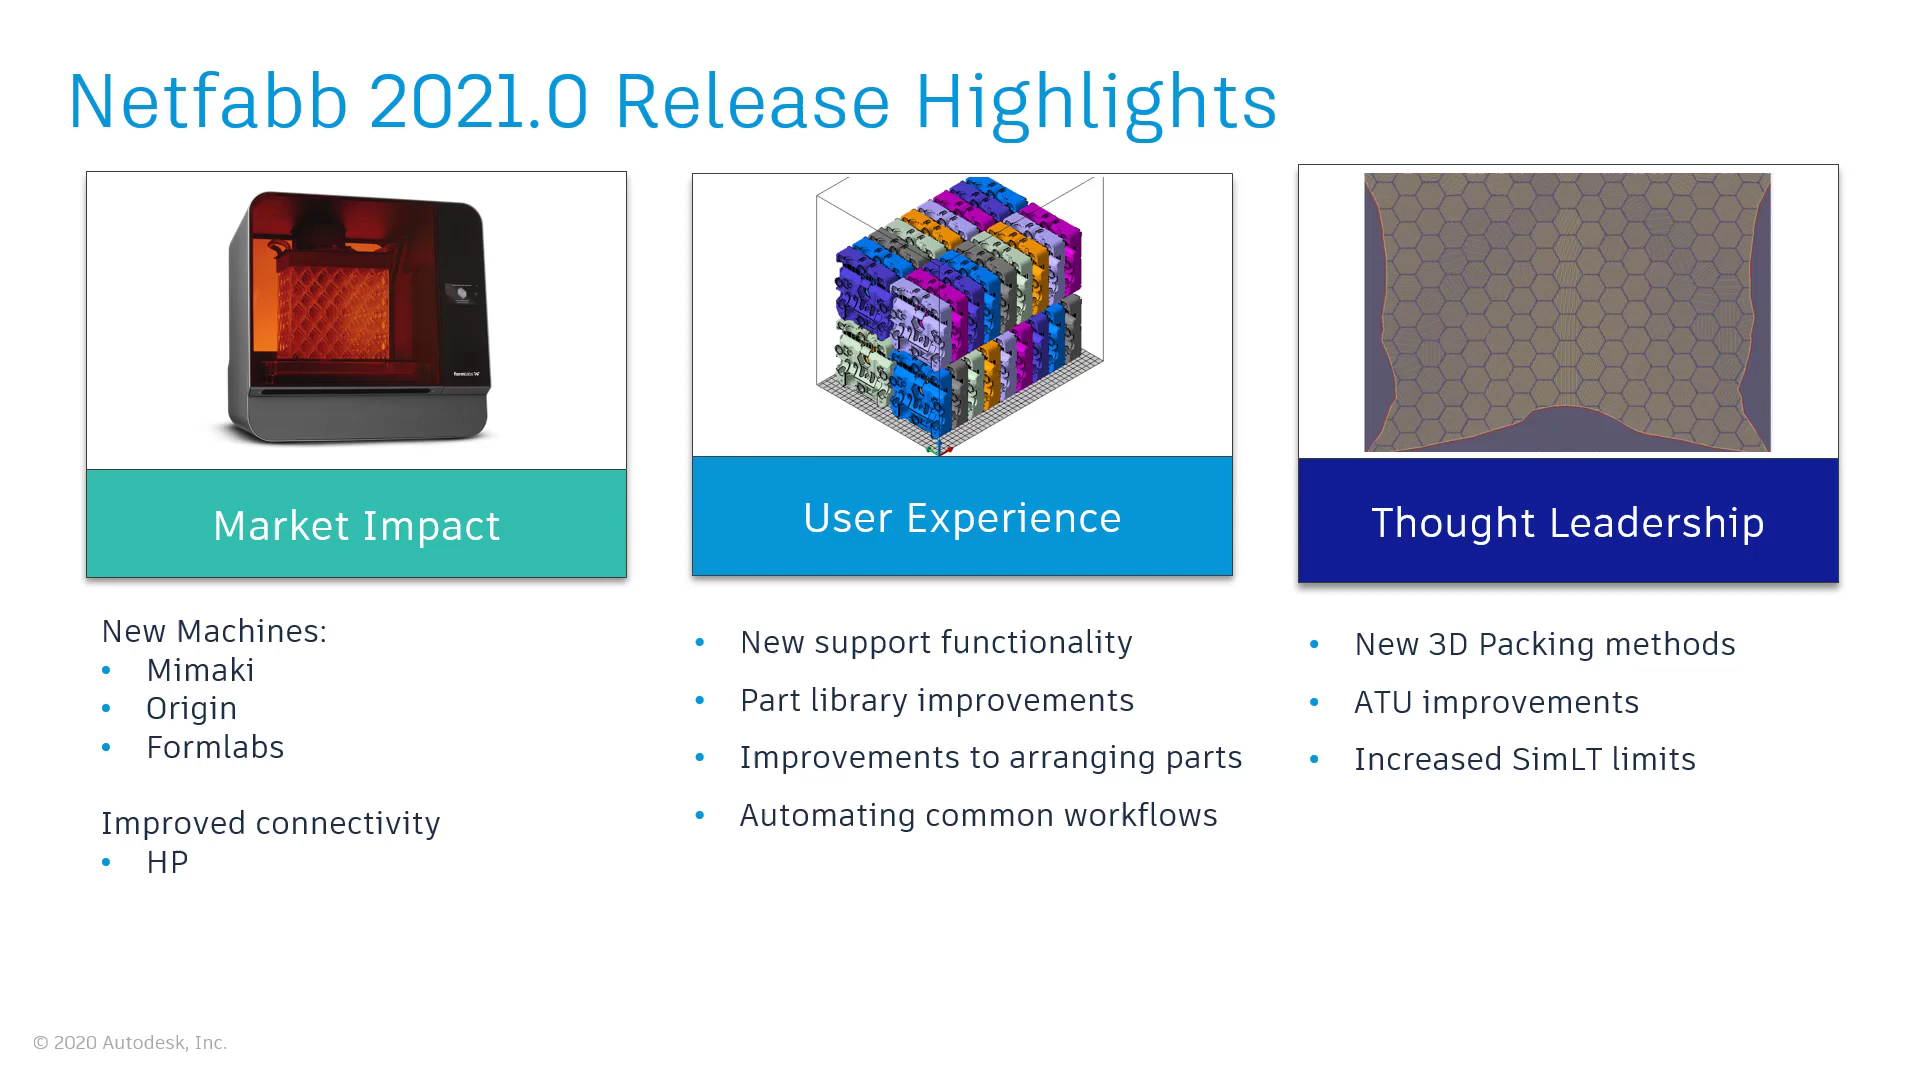 Netfabb 2021.0 Release Highlights
formlabs
Market Impact
User Experience
Thought Leadership
New Machines:
• Mimaki
• Origin
• Formlabs
Improved connectivity
• HP
• New support functionality
• Part library improvements
• Improvements to arranging parts
• Automating common workflows
• New 3D Packing methods
• ATU improvements
• Increased SimLT limits
© 2020 Autodesk, Inc.